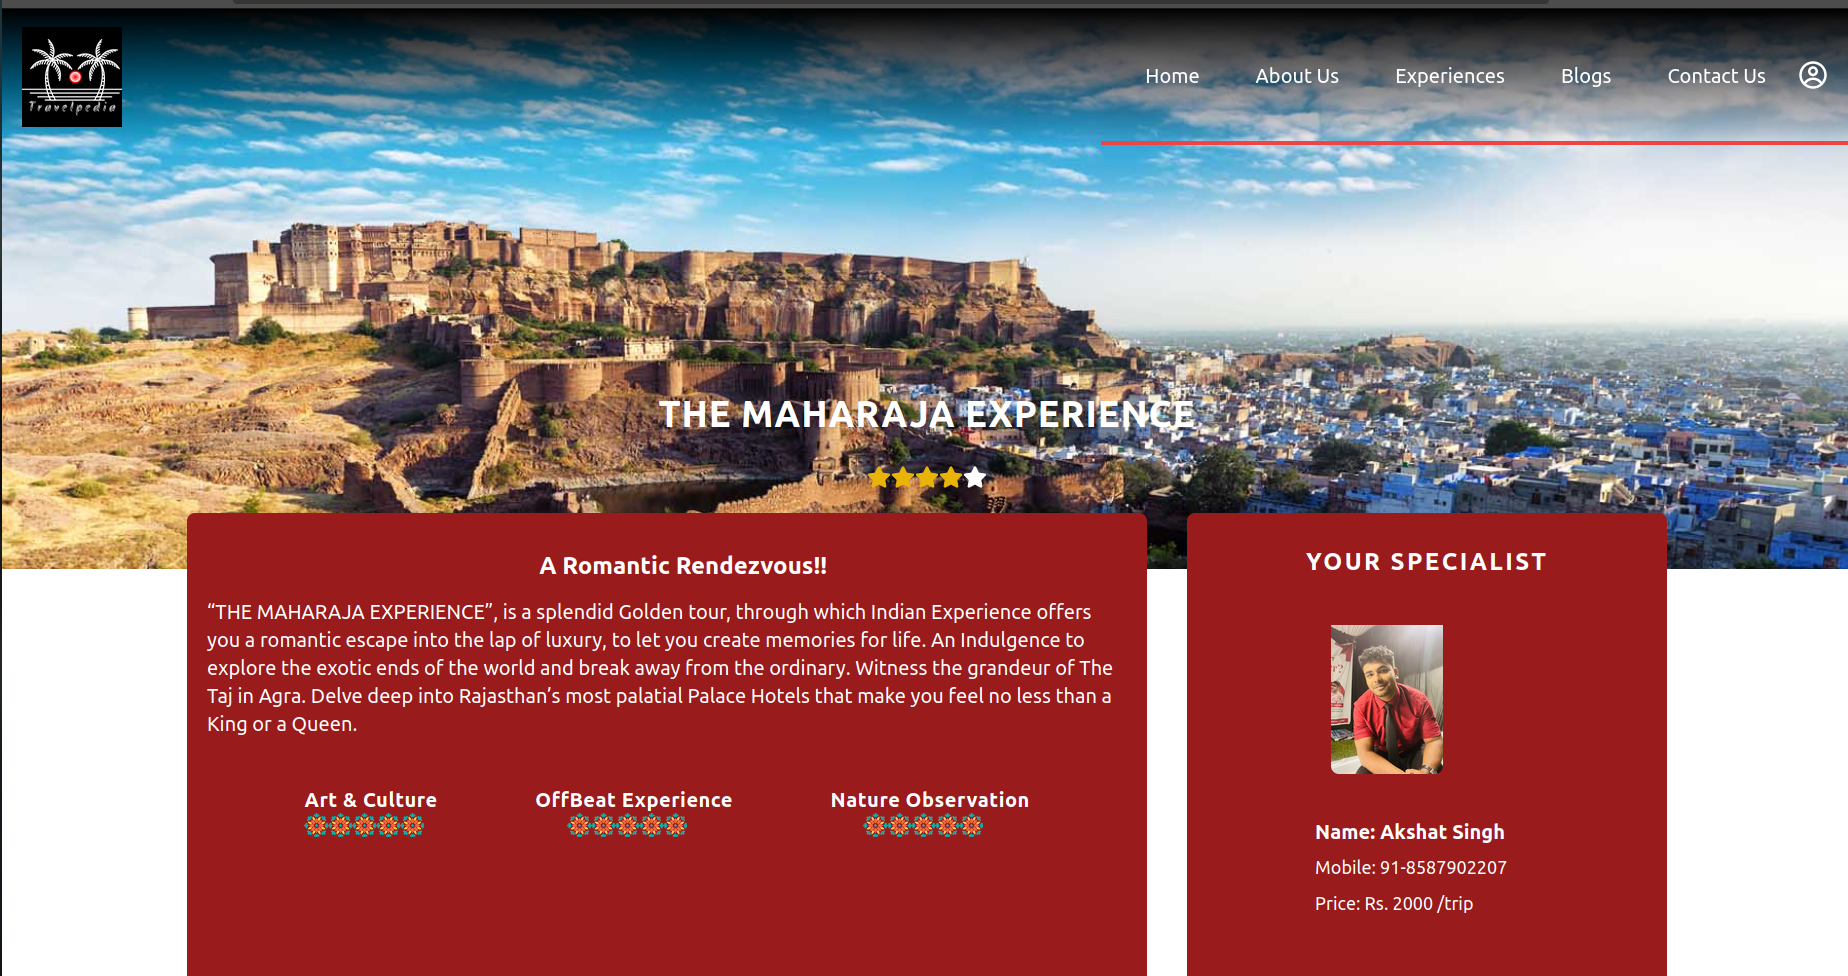 Travelpedia
Home About Us Experiences Blogs Contact Us
THE MAHARAJA EXPERIENCE
A Romantic Rendezvous!!
“THE MAHARAJA EXPERIENCE”, is a splendid Golden tour, through which Indian Experience offers
you a romantic escape into the lap of luxury, to let you create memories for life. An Indulgence to
explore the exotic ends of the world and break away from the ordinary. Witness the grandeur of The
Taj in Agra. Delve deep into Rajasthan’s most palatial Palace Hotels that make you feel no less than a
King or a Queen.
Art & Culture OffBeat Experience Nature Observation
YOUR SPECIALIST
Name: Akshat Singh
Mobile: 91-8587902207
Price: Rs. 2000 /trip